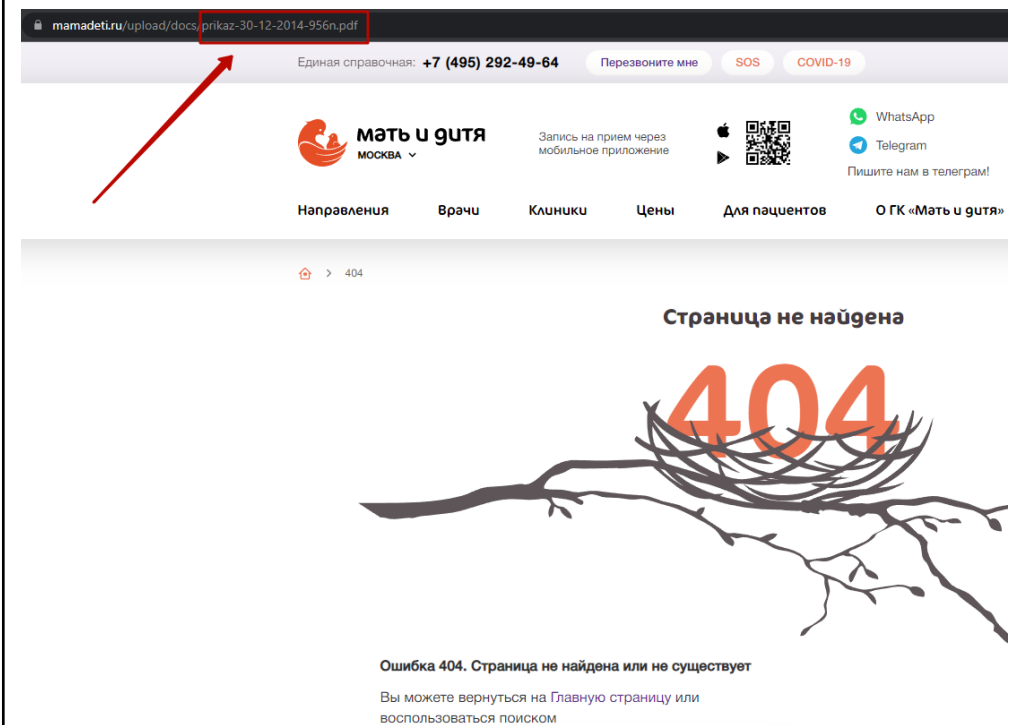 mamadeti.ru/upload/docs/prikaz-30-12-2014-956n.pdf
Единая справочная: +7 (495) 292-49-64 Перезвоните мне SOS COVID-19
мать и дитя
МОСКВА
Запись на прием через
мобильное приложение
WhatsApp
Telegram
Пишите нам в телеграм!
Направления Врачи Клиники Цены Для пациентов О ГК «Мать и дитя»
404
Страница не найдена
404
Ошибка 404. Страница не найдена или не существует
Вы можете вернуться на Главную страницу или
воспользоваться поиском